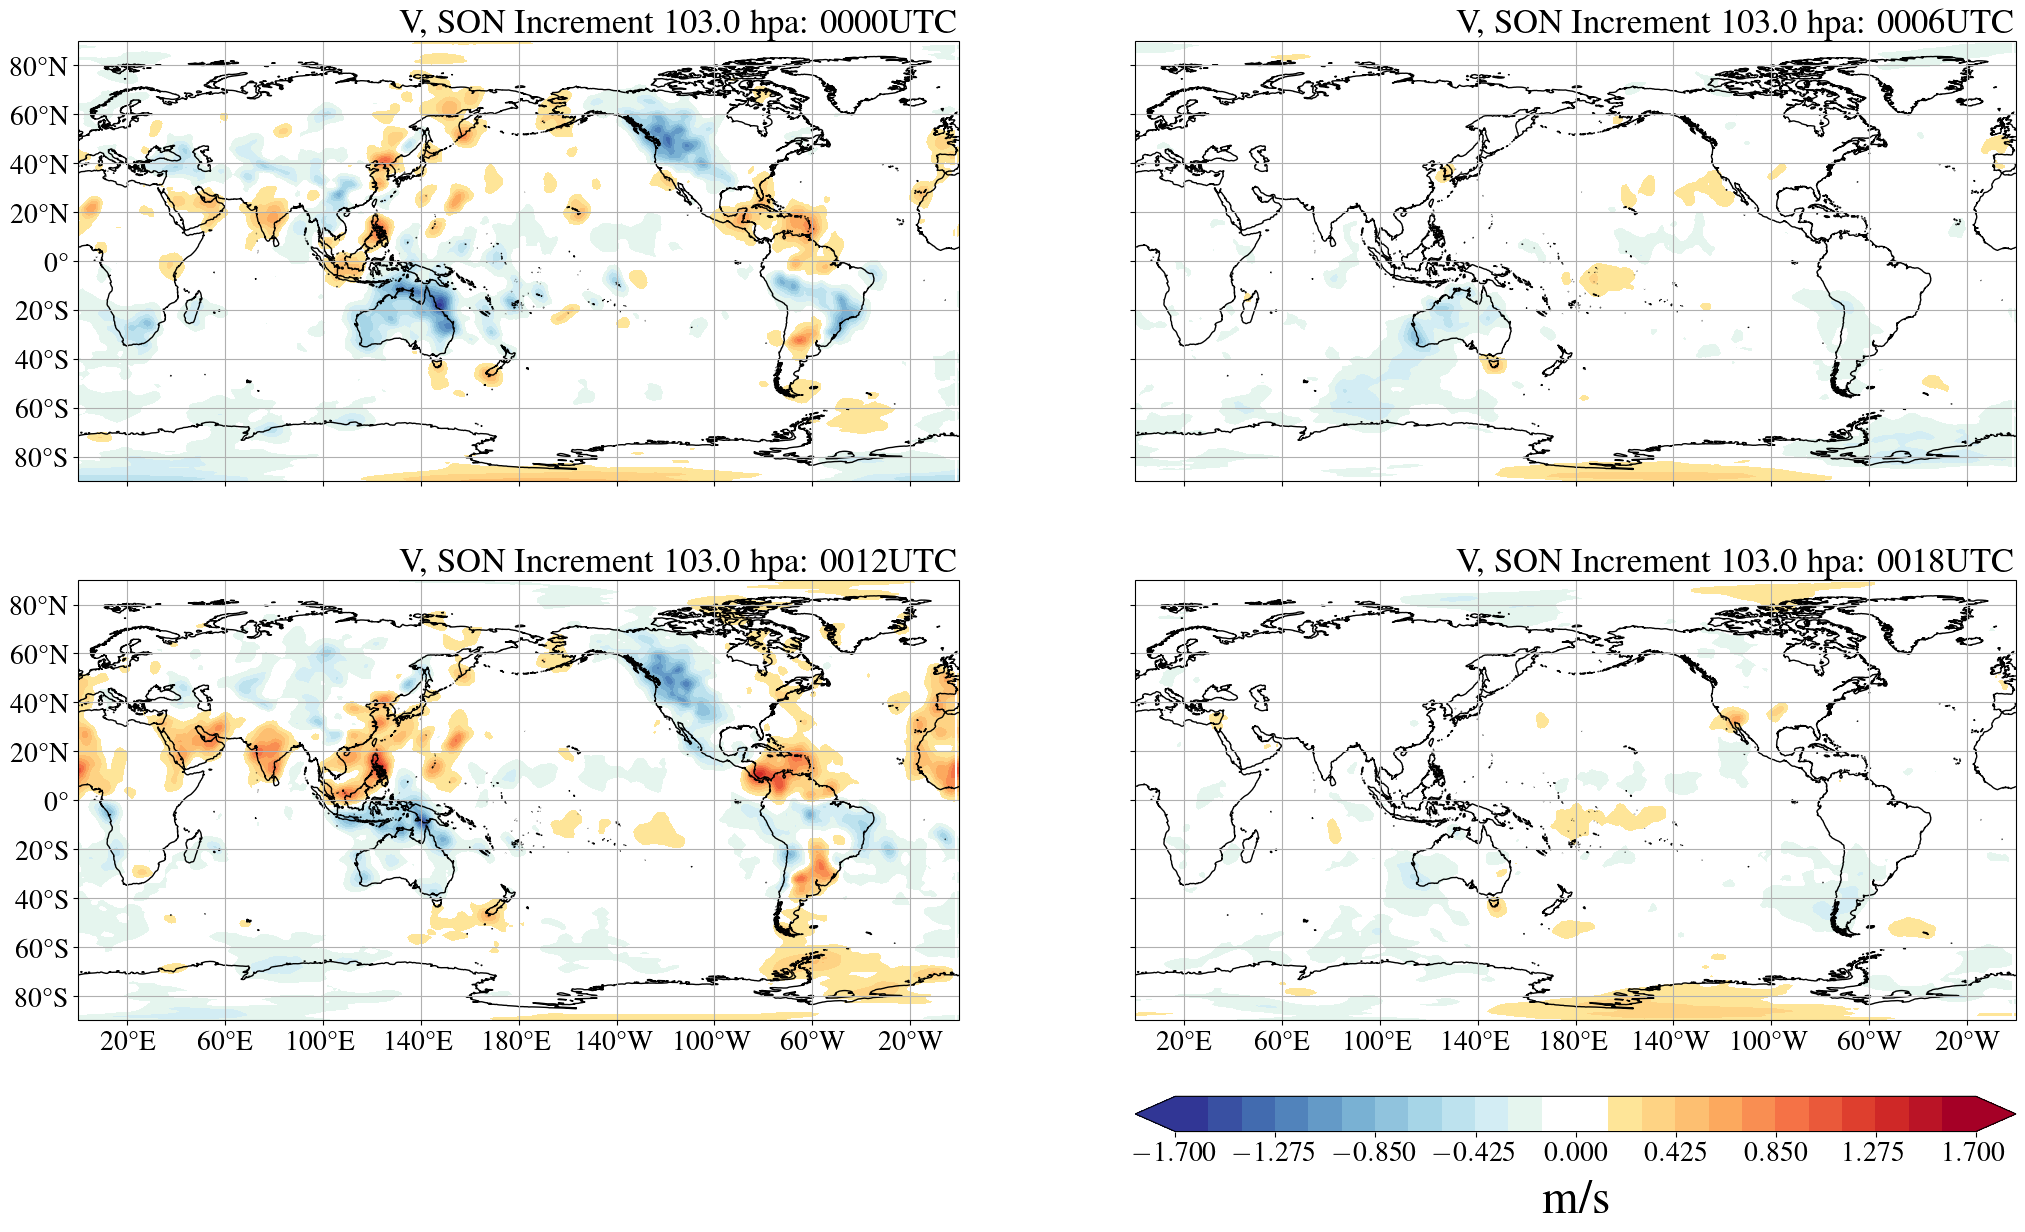 V, SON Increment 103.0 hpa: 0000UTC
V, SON Increment 103.0 hpa: 0006UTC
80°N
60°N
40°N
20°N
0°
20°S
40°S
60°S
80°S
V, SON Increment 103.0 hpa: 0012UTC
V, SON Increment 103.0 hpa: 0018UTC
80°N
60°N
40°N
20°N
0°
20°S
40°S
60°S
80°S
20°E 60°E 100°E 140°E 180°E 140°W 100°W 60°W 20°W
20°E 60°E 100°E 140°E 180°E 140°W 100°W 60°W 20°W
−1.700 −1.275 −0.850 −0.425 0.000 0.425 0.850 1.275 1.700
m/s